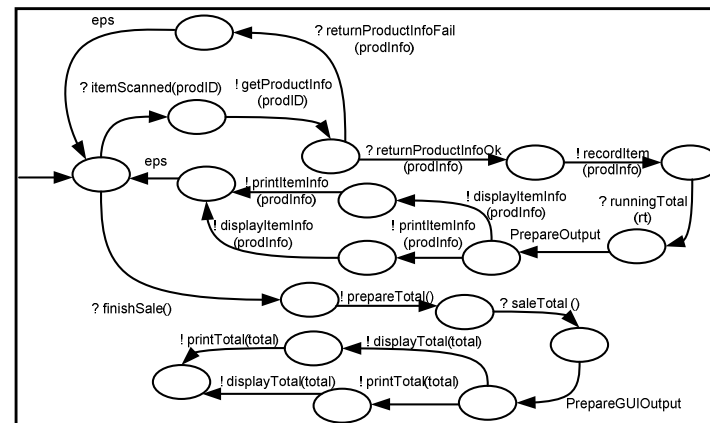 eps
? returnProductInfoFail
(prodInfo)
? itemScanned(prodID)
! getProductInfo
(prodID)
? returnProductInfoOk
(prodInfo)
! recordItem
(prodInfo)
eps
! printItemInfo
(prodInfo)
! displayItemInfo
(prodInfo)
? runningTotal
(rt)
! displayItemInfo
(prodInfo)
! printItemInfo
(prodInfo)
PrepareOutput
? finishSale()
! prepareTotal()
? saleTotal ()
! printTotal(total)
! displayTotal(total)
! displayTotal(total)
! printTotal(total)
PrepareGUIOutput